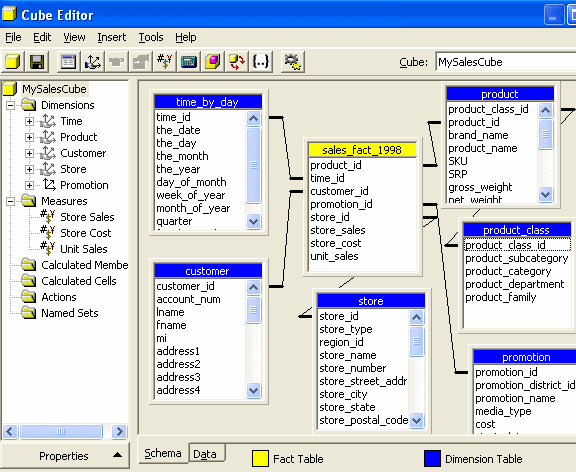 Cube Editor
File Edit View Insert Tools Help
Cube: MySalesCube
MySalesCube
Dimensions
Time
Product
Customer
Store
Promotion
Measures
Store Sales
Store Cost
Unit Sales
Calculated Membe
Calculated Cells
Actions
Named Sets
Properties
time_by_day
time_id
the_date
the_day
the_month
the_year
day_of_month
week_of_year
month_of_year
quarter
customer
customer_id
account_num
lname
fname
mi
address1
address2
address3
address4
sales_fact_1998
product_id
time_id
customer_id
promotion_id
store_id
store_sales
store_cost
unit_sales
store
store_id
store_type
region_id
store_name
store_number
store_street_addr
store_city
store_state
store_postal_code
product
product_class_id
product_id
brand_name
product_name
SKU
SRP
gross_weight
net_weight
product_class
product_class_id
product_subcategory
product_category
product_department
product_family
promotion
promotion_id
promotion_district_id
promotion_name
media_type
cost
Schema Data
Fact Table
Dimension Table